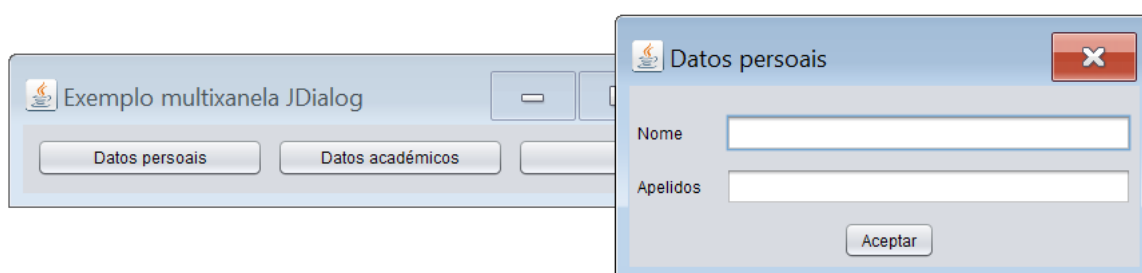 Exemplo multixanela JDialog
Datos persoais
Datos académicos
Datos persoais
Nome
Apelidos
Aceptar